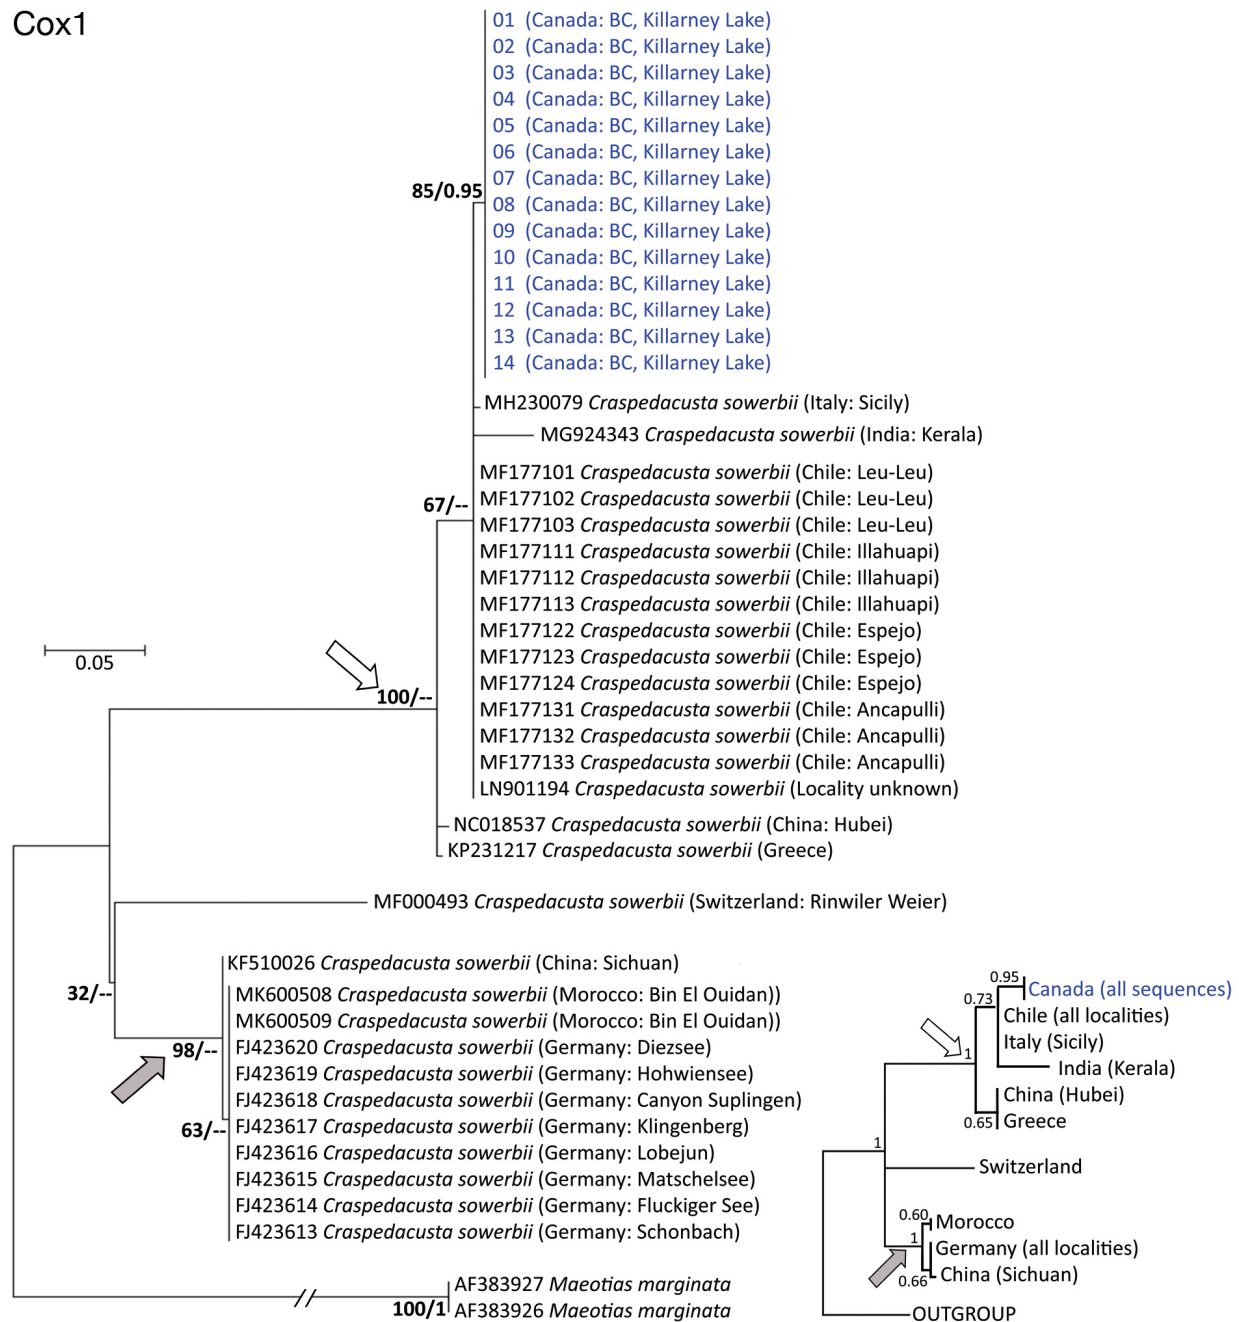 Cox1
01 (Canada: BC, Killarney Lake)
02 (Canada: BC, Killarney Lake)
03 (Canada: BC, Killarney Lake)
04 (Canada: BC, Killarney Lake)
05 (Canada: BC, Killarney Lake)
06 (Canada: BC, Killarney Lake)
07 (Canada: BC, Killarney Lake)
85/0.95
08 (Canada: BC, Killarney Lake)
09 (Canada: BC, Killarney Lake)
10 (Canada: BC, Killarney Lake)
11 (Canada: BC, Killarney Lake)
12 (Canada: BC, Killarney Lake)
13 (Canada: BC, Killarney Lake)
14 (Canada: BC, Killarney Lake)
MH230079 Craspedacusta sowerbii (Italy: Sicily)
MG924343 Craspedacusta sowerbii (India: Kerala)
MF177101 Craspedacusta sowerbii (Chile: Leu-Leu)
MF177102 Craspedacusta sowerbii (Chile: Leu-Leu)
67/--
MF177103 Craspedacusta sowerbii (Chile: Leu-Leu)
MF177111 Craspedacusta sowerbii (Chile: Illahuapi)
MF177112 Craspedacusta sowerbii (Chile: Illahuapi)
MF177113 Craspedacusta sowerbii (Chile: Illahuapi)
MF177122 Craspedacusta sowerbii (Chile: Espejo)
MF177123 Craspedacusta sowerbii (Chile: Espejo)
0.05
MF177124 Craspedacusta sowerbii (Chile: Espejo)
100/--
MF177131 Craspedacusta sowerbii (Chile: Ancapulli)
MF177132 Craspedacusta sowerbii (Chile: Ancapulli)
MF177133 Craspedacusta sowerbii (Chile: Ancapulli)
LN901194 Craspedacusta sowerbii (Locality unknown)
NC018537 Craspedacusta sowerbii (China: Hubei)
KP231217 Craspedacusta sowerbii (Greece)
MF000493 Craspedacusta sowerbii (Switzerland: Rinwiler Weier)
KF510026 Craspedacusta sowerbii (China: Sichuan)
32/--
MK600508 Craspedacusta sowerbii (Morocco: Bin El Ouidan))
MK600509 Craspedacusta sowerbii (Morocco: Bin El Ouidan))
98/--
FJ423620 Craspedacusta sowerbii (Germany: Diezsee)
FJ423619 Craspedacusta sowerbii (Germany: Hohwiensee)
FJ423618 Craspedacusta sowerbii (Germany: Canyon Suplingen)
63/--
FJ423617 Craspedacusta sowerbii (Germany: Klingenberg)
FJ423616 Craspedacusta sowerbii (Germany: Lobejun)
FJ423615 Craspedacusta sowerbii (Germany: Matschelsee)
FJ423614 Craspedacusta sowerbii (Germany: Fluckiger See)
FJ423613 Craspedacusta sowerbii (Germany: Schonbach)
AF383927 Maeotias marginata
100/1
AF383926 Maeotias marginata
0.95
Canada (all sequences)
0.73
Chile (all localities)
Italy (Sicily)
1
India (Kerala)
China (Hubei)
0.65
Greece
1
Switzerland
0.60
Morocco
1
Germany (all localities)
0.66
China (Sichuan)
OUTGROUP